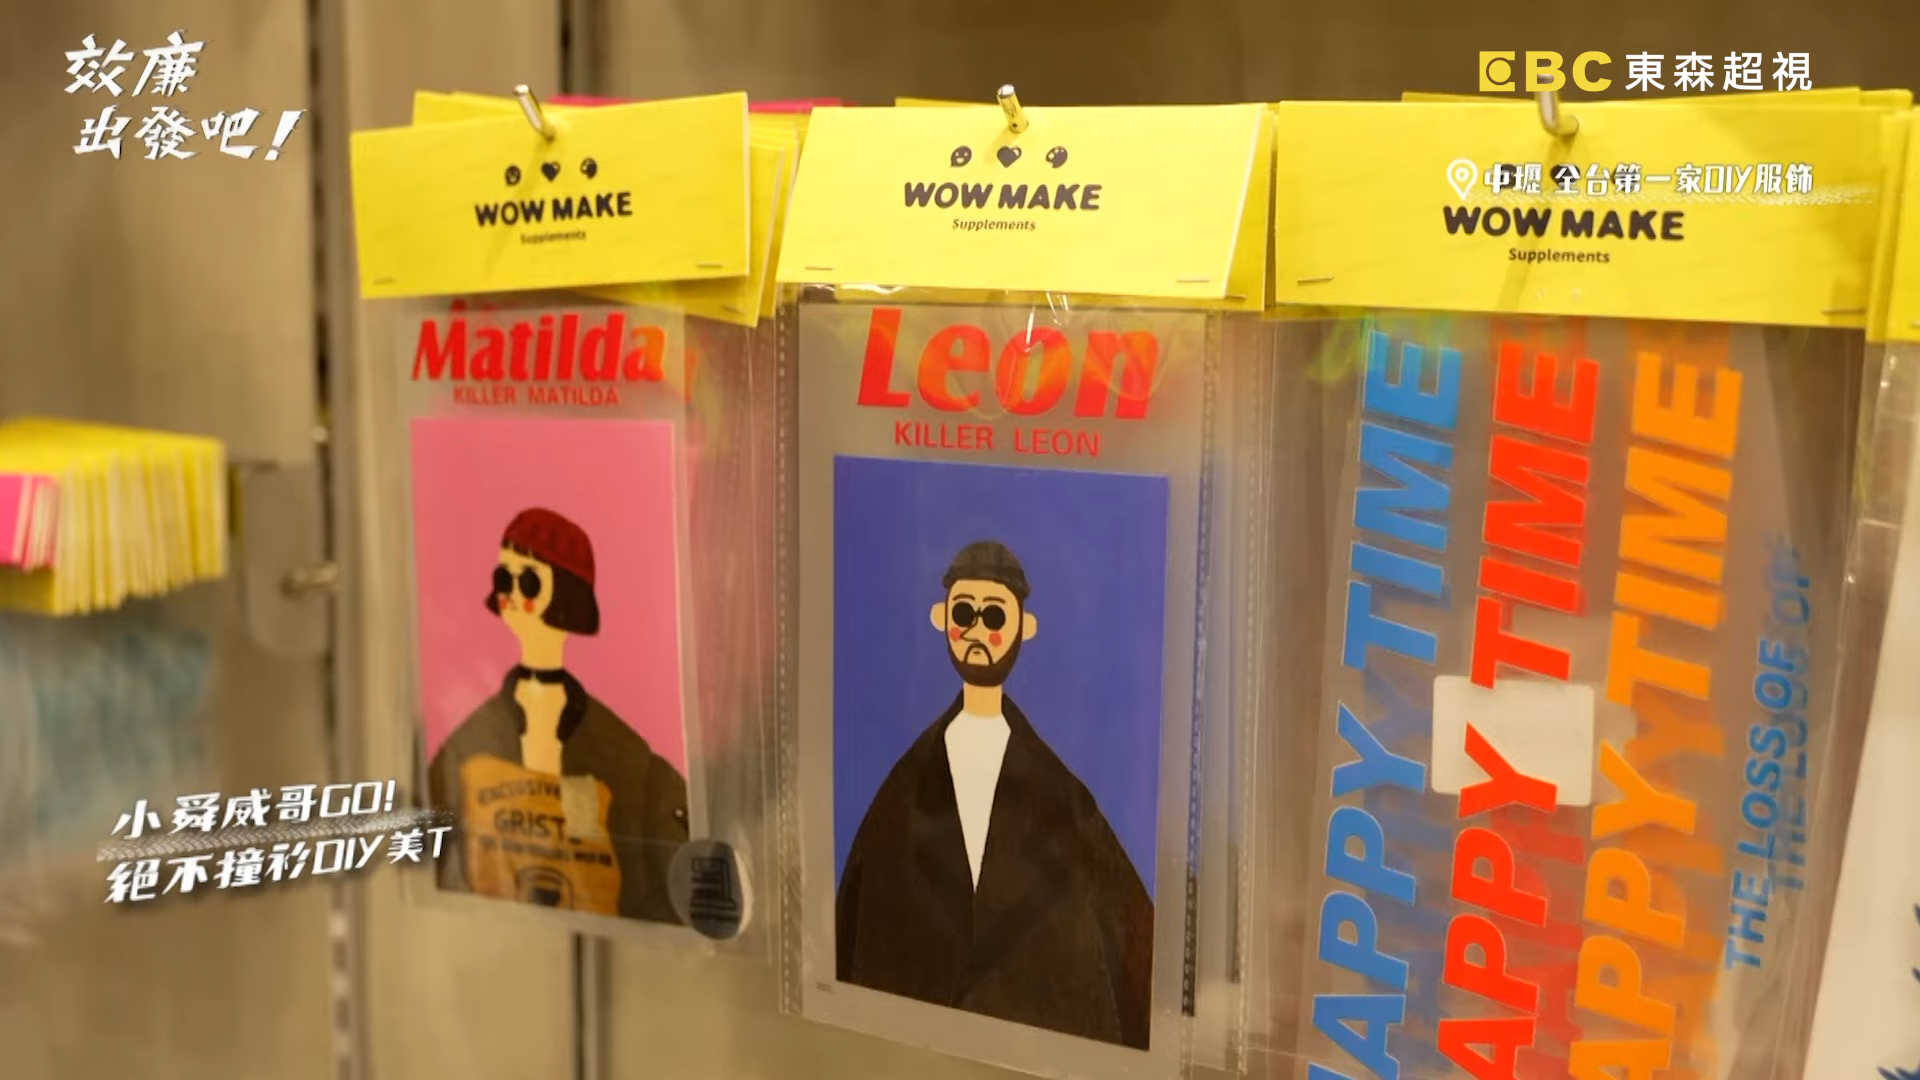 效廉
出發吧!
EBC 東森超視
中壢 全台第一家DIY服飾
WOW MAKE
Supplements
WOW MAKE
Supplements
WOW MAKE
Supplements
Matilda
KILLER MATILDA
EXCLUSIVE
GRIST
Leon
KILLER LEON
HAPPY TIME
HAPPY TIME
HAPPY TIME
THE LOSS OF
小舜威哥GO!
絕不撞衫DIY美T